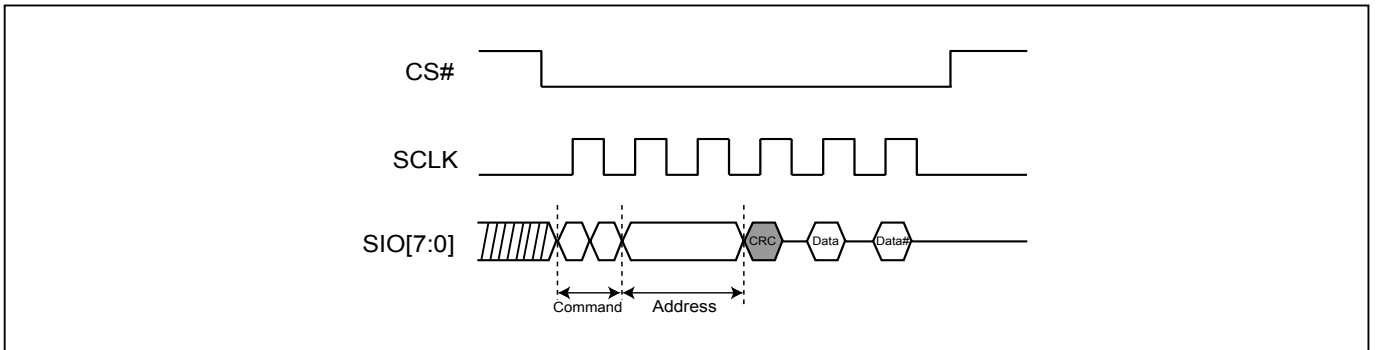 CS#
SCLK
SIO[7:0]
CRC
Data
Data#
Command
Address